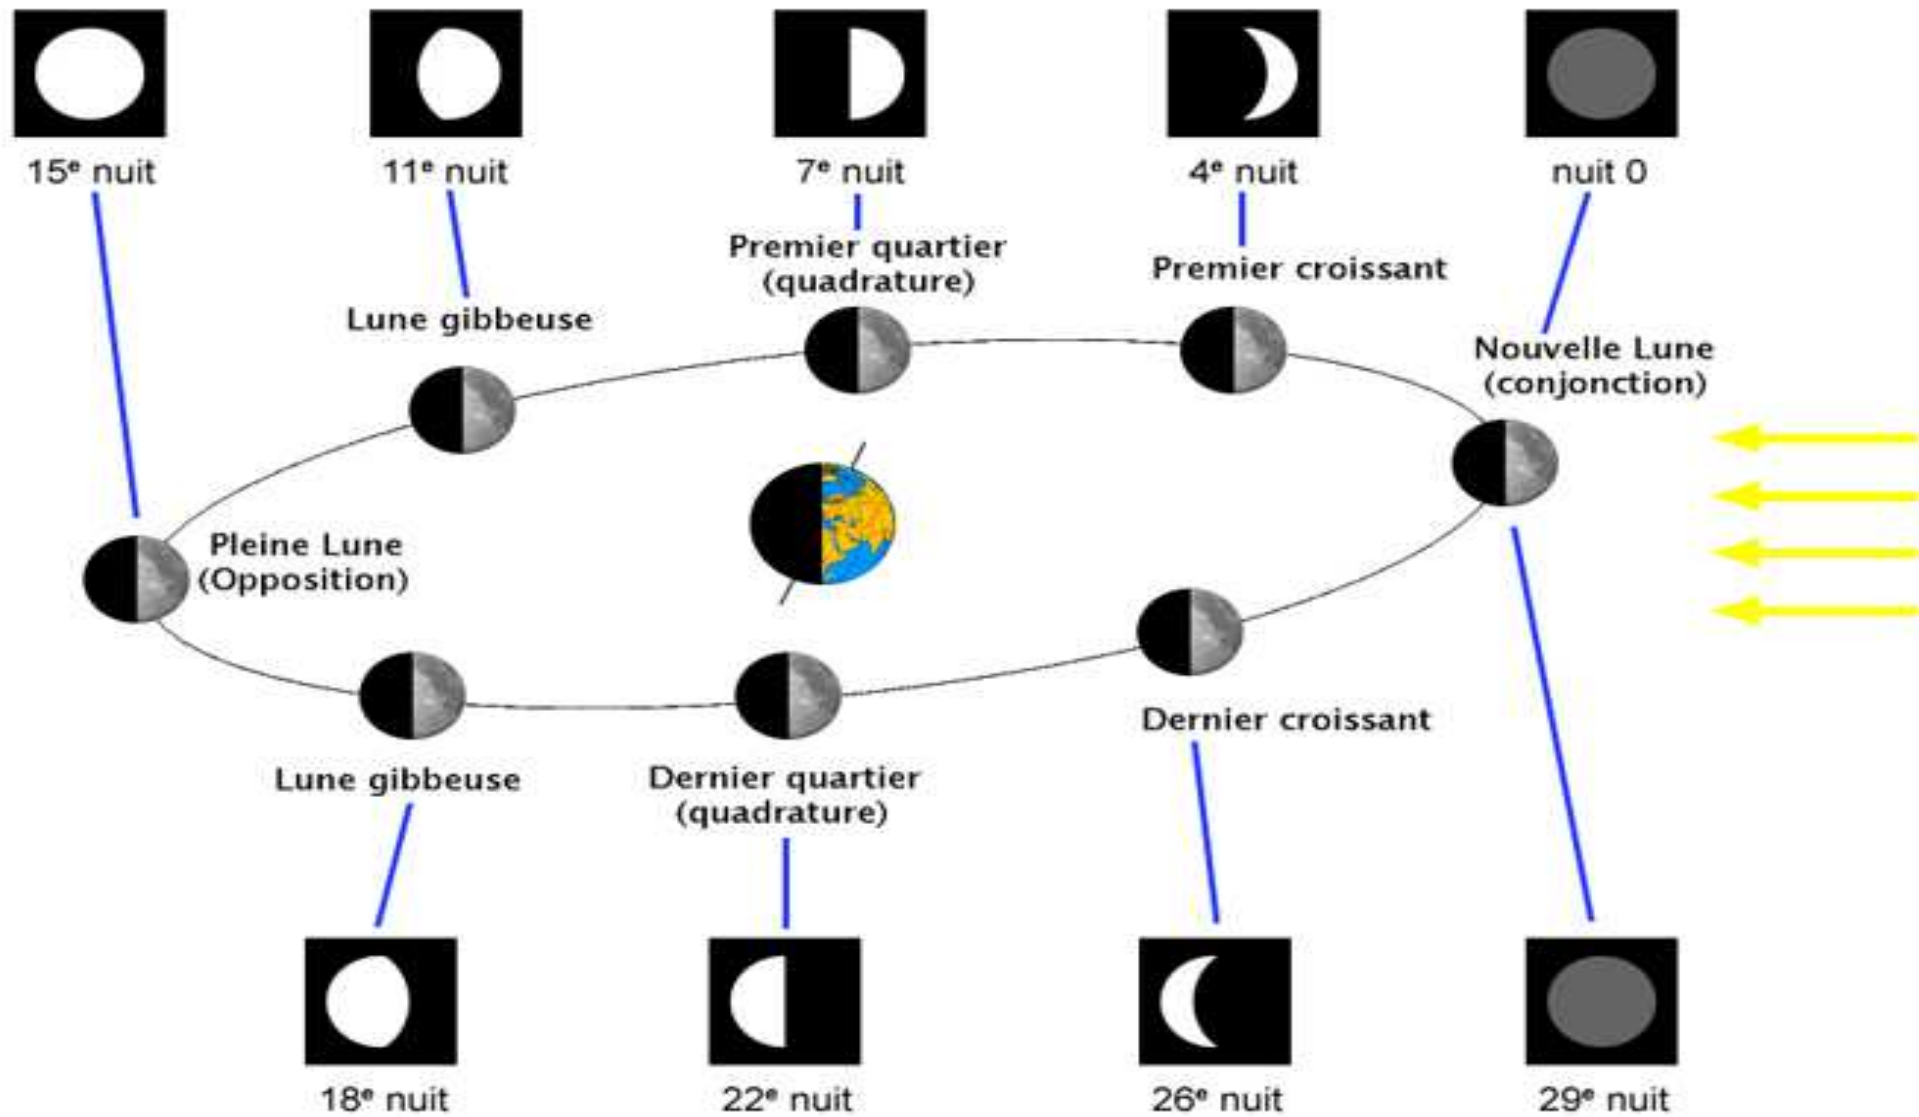 15e nuit
11e nuit
7e nuit
4e nuit
nuit 0
Premier quartier
(quadrature)
Premier croissant
Lune gibbeuse
Nouvelle Lune
(conjonction)
Pleine Lune
(Opposition)
Dernier croissant
Lune gibbeuse
Dernier quartier
(quadrature)
18e nuit
22e nuit
26e nuit
29e nuit